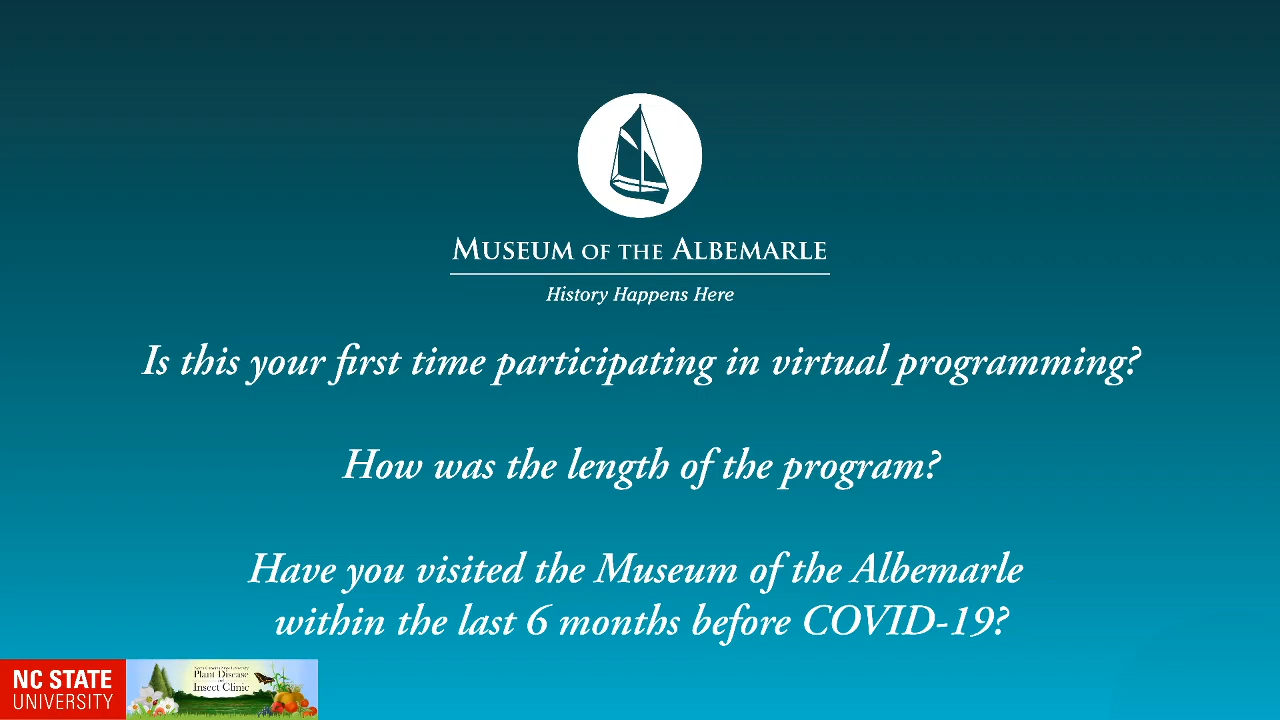 MUSEUM OF THE ALBEMARLE
History Happens Here
Is this your first time participating in virtual programming?
How was the length of the program?
Have you visited the Museum of the Albemarle
within the last 6 months before COVID-19?
NC STATE
UNIVERSITY
Plant Disease
and
Insect Clinic